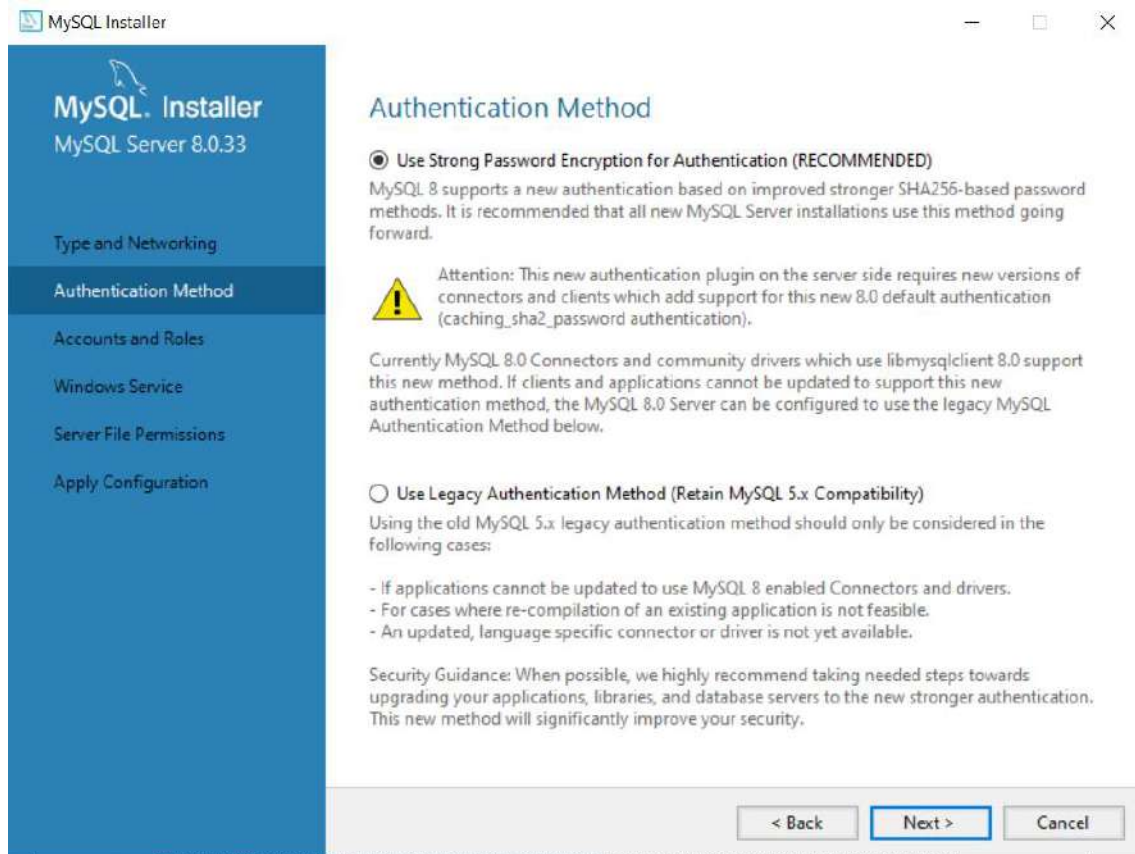 MySQL Installer
MySQL. Installer
MySQL Server 8.0.33
Type and Networking
Authentication Method
Accounts and Roles
Windows Service
Server File Permissions
Apply Configuration
Authentication Method
Use Strong Password Encryption for Authentication (RECOMMENDED)
MySQL 8 supports a new authentication based on improved stronger SHA256-based password
methods. It is recommended that all new MySQL Server installations use this method going
forward.
Attention: This new authentication plugin on the server side requires new versions of
connectors and clients which add support for this new 8.0 default authentication
(caching_sha2_password authentication).
Currently MySQL 8.0 Connectors and community drivers which use libmysqlclient 8.0 support
this new method. If clients and applications cannot be updated to support this new
authentication method, the MySQL 8.0 Server can be configured to use the legacy MySQL
Authentication Method below.
Use Legacy Authentication Method (Retain MySQL 5.x Compatibility)
Using the old MySQL 5.x legacy authentication method should only be considered in the
following cases:
- If applications cannot be updated to use MySQL 8 enabled Connectors and drivers.
- For cases where re-compilation of an existing application is not feasible.
- An updated, language specific connector or driver is not yet available.
Security Guidance: When possible, we highly recommend taking needed steps towards
upgrading your applications, libraries, and database servers to the new stronger authentication.
This new method will significantly improve your security.
< Back
Next >
Cancel